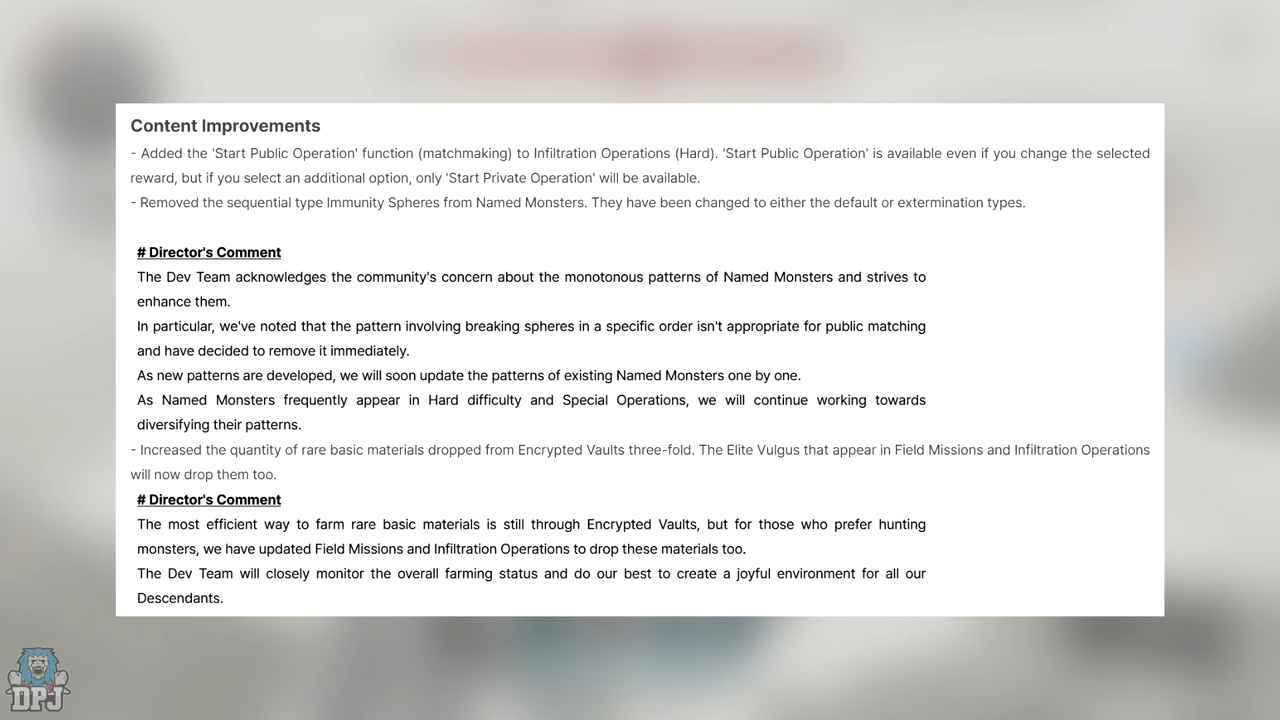 Content Improvements
- Added the 'Start Public Operation' function (matchmaking) to Infiltration Operations (Hard). 'Start Public Operation' is available even if you change the selected
reward, but if you select an additional option, only 'Start Private Operation' will be available.
- Removed the sequential type Immunity Spheres from Named Monsters. They have been changed to either the default or extermination types.
# Director's Comment
The Dev Team acknowledges the community's concern about the monotonous patterns of Named Monsters and strives to
enhance them.
In particular, we've noted that the pattern involving breaking spheres in a specific order isn't appropriate for public matching
and have decided to remove it immediately.
As new patterns are developed, we will soon update the patterns of existing Named Monsters one by one.
As Named Monsters frequently appear in Hard difficulty and Special Operations, we will continue working towards
diversifying their patterns.
- Increased the quantity of rare basic materials dropped from Encrypted Vaults three-fold. The Elite Vulgus that appear in Field Missions and Infiltration Operations
will now drop them too.
# Director's Comment
The most efficient way to farm rare basic materials is still through Encrypted Vaults, but for those who prefer hunting
monsters, we have updated Field Missions and Infiltration Operations to drop these materials too.
The Dev Team will closely monitor the overall farming status and do our best to create a joyful environment for all our
Descendants.
DPJ